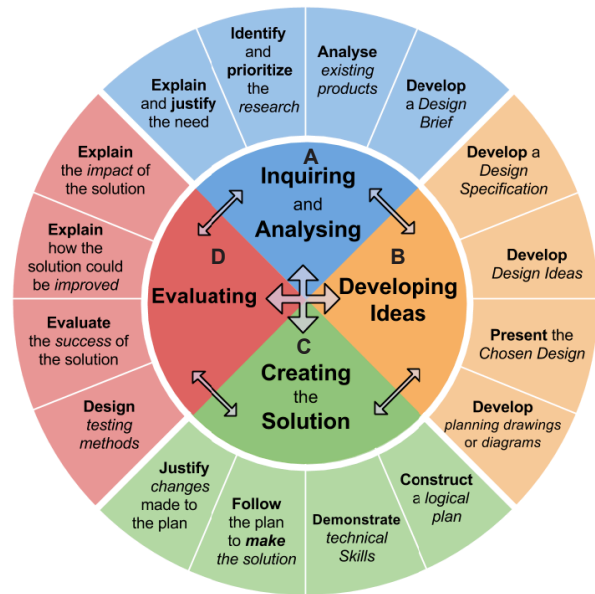 Explain
and justify
the need
Identify
and
prioritize
the
research
Analyse
existing
products
Develop
a Design
Brief
Develop a
Design
Specification
Develop
Design Ideas
Present the
Chosen Design
Develop
planning drawings
or diagrams
Construct
a logical
plan
Demonstrate
technical
Skills
Follow
the plan
to make
the solution
Justify
changes
made to
the plan
Design
testing
methods
Evaluate
the success of
the solution
Explain
how the
solution could
be improved
Explain
the impact of
the solution
A
Inquiring
and
Analysing
B
Developing
Ideas
C
Creating
the
Solution
D
Evaluating